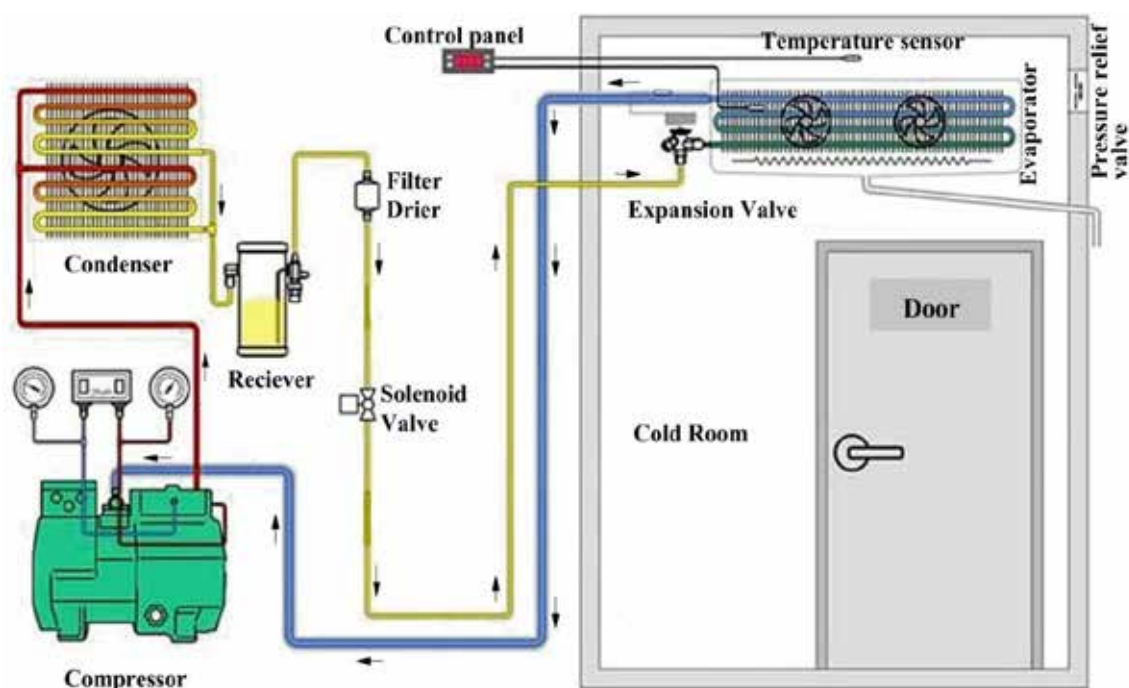 Control panel
Temperature sensor
Evaporator
Pressure relief
valve
Filter
Drier
Expansion Valve
Condenser
Door
Reciever
Solenoid
Valve
Cold Room
Compressor